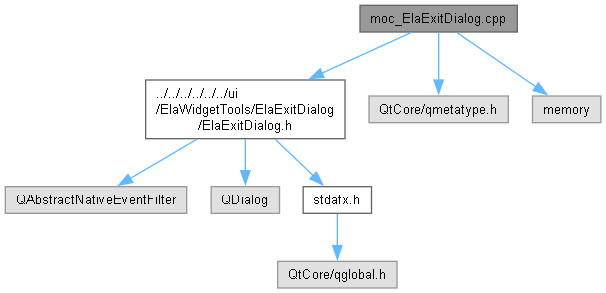 moc_ElaExitDialog.cpp
../../../../../../ui
/ElaWidgetTools/ElaExitDialog
/ElaExitDialog.h
QtCore/qmetatype.h
memory
QAbstractNativeEventFilter
QDialog
stdafx.h
QtCore/qglobal.h